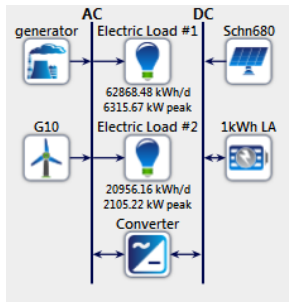 AC DC
generator Electric Load #1 Schn680
62868.48 kWh/d
6315.67 kW peak
G10 Electric Load #2 1kWh LA
20956.16 kWh/d
2105.22 kW peak
Converter